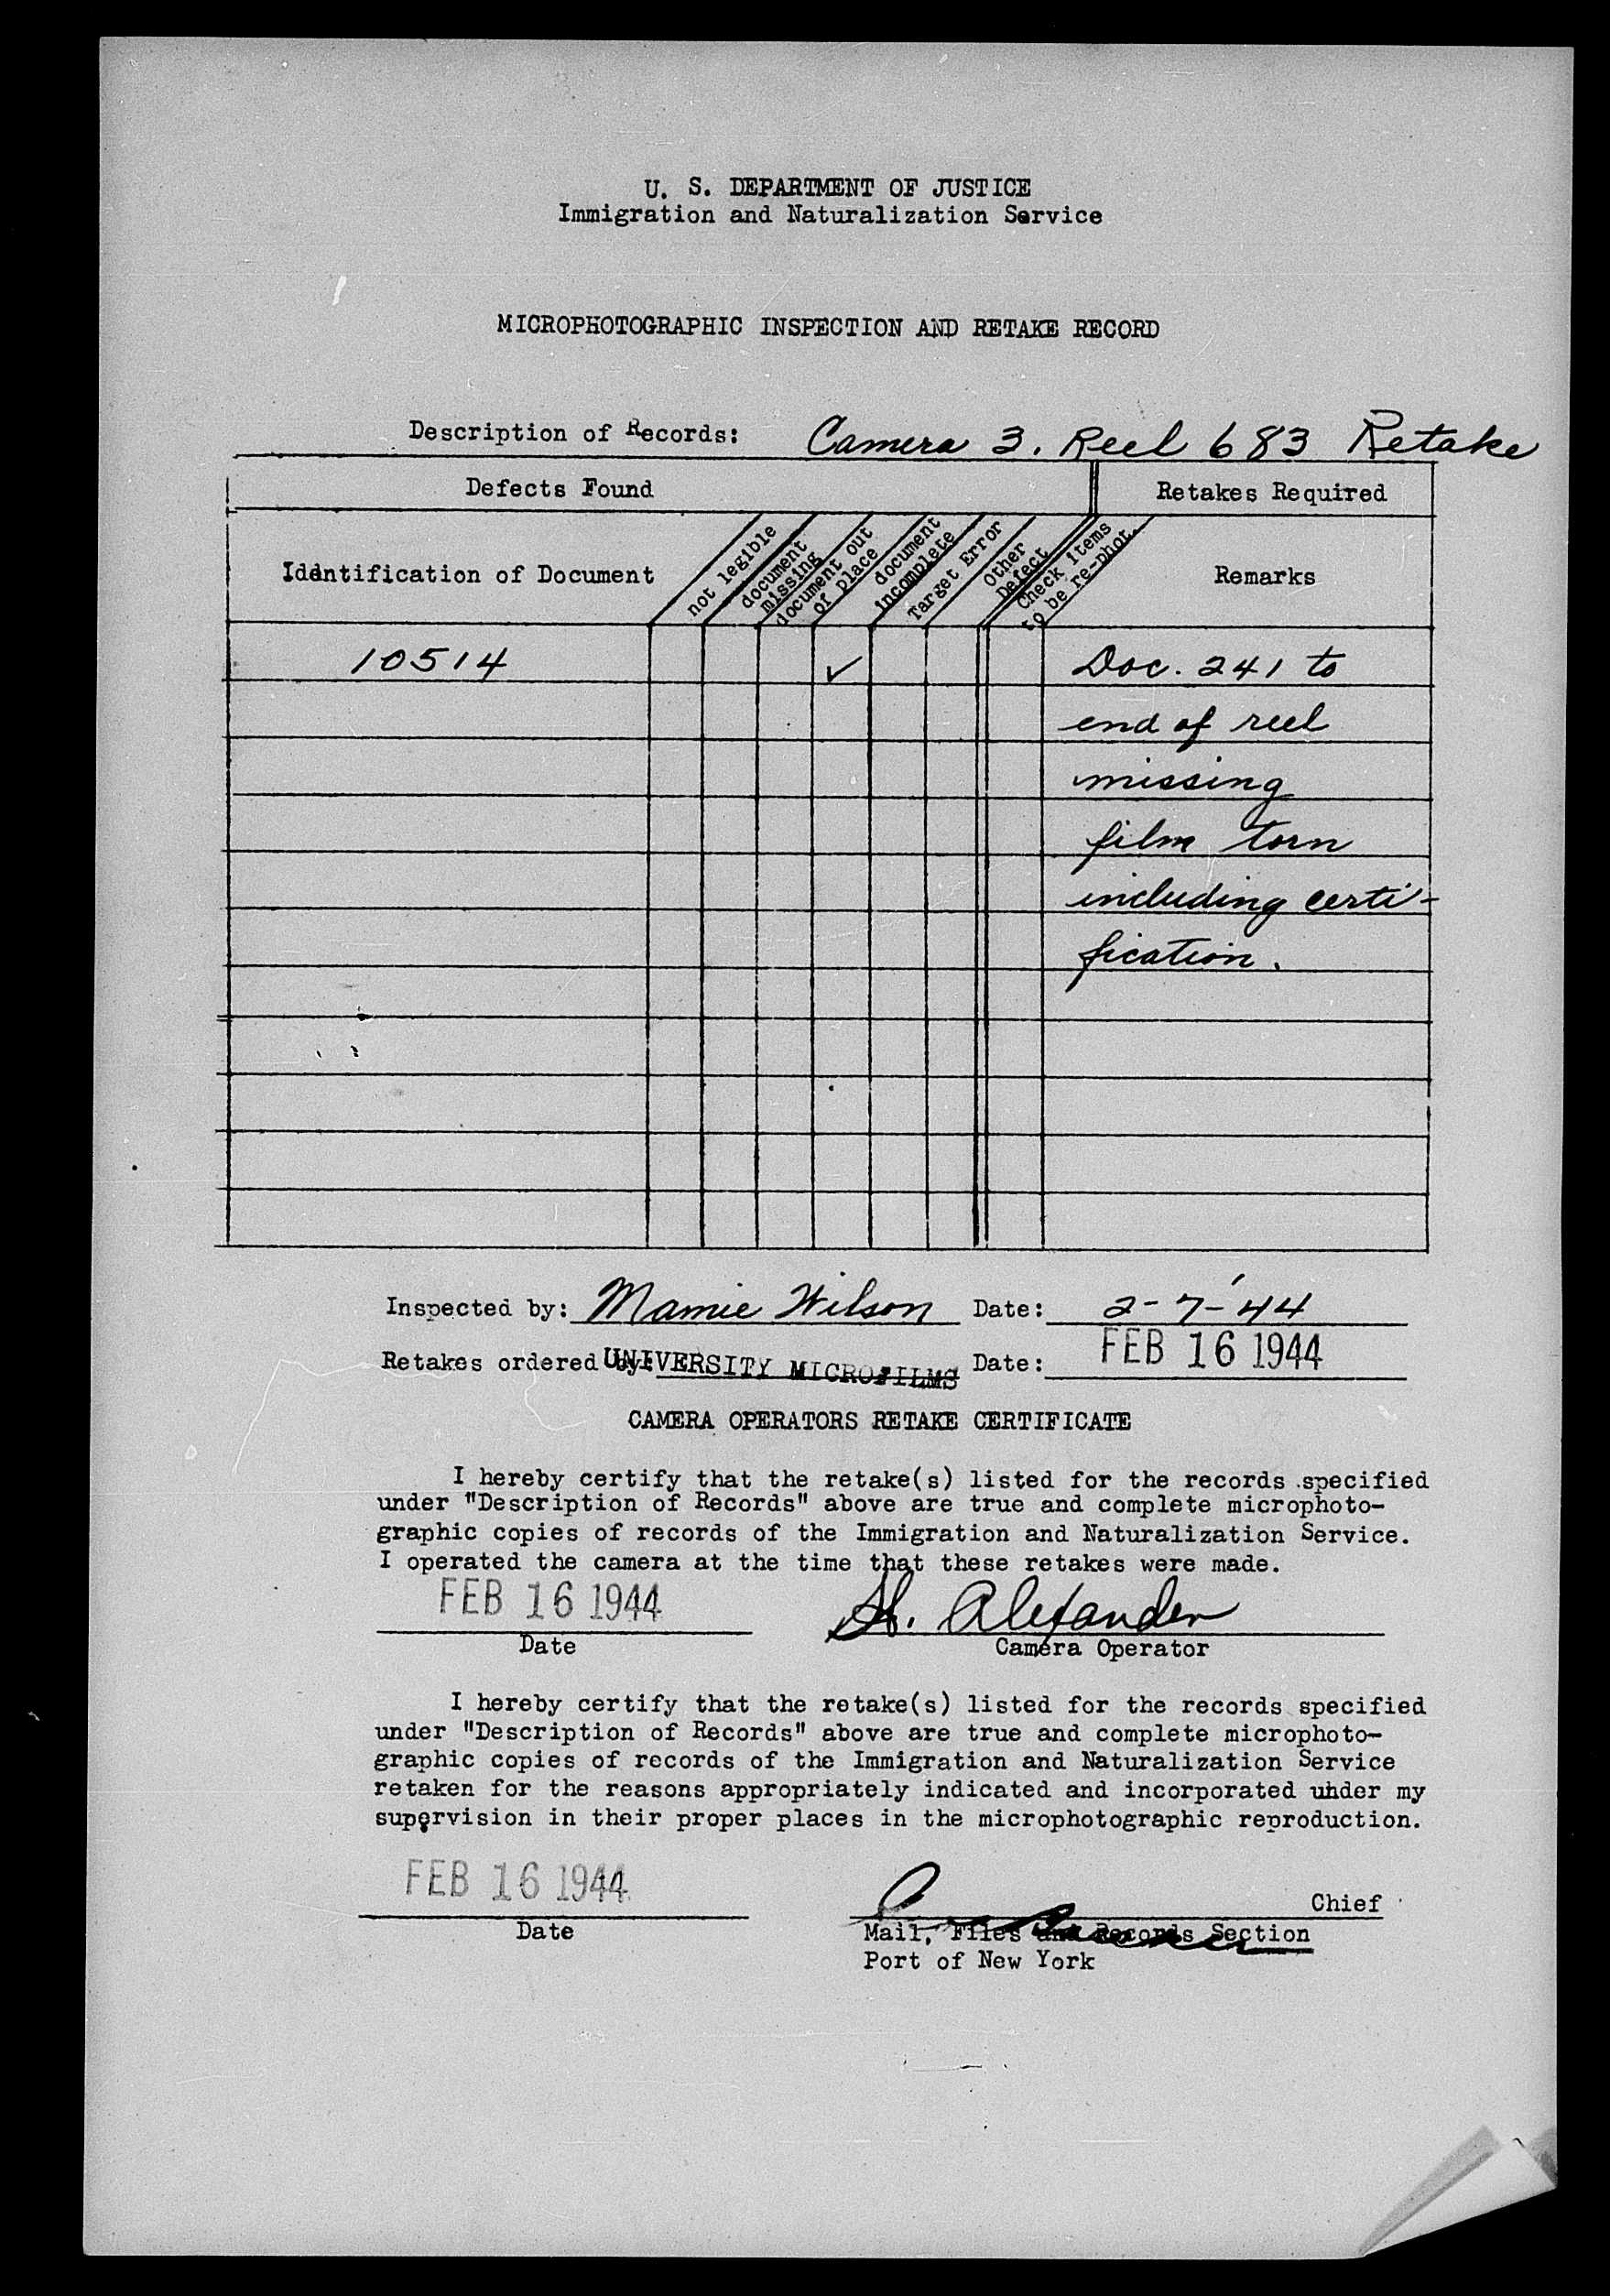 U. S. DEPARTMENT OF JUSTICE
Immigration and Naturalization Service
MICROPHOTOGRAPHIC INSPECTION AND RETAKE RECORD
Description of Records: Camera 3. Reel 683 Retake
Defects Found
Retakes Required
Identification of Document
not legible
document missing
document out of place
document incomplete
Target Error
Other Defect
Check items to be re-phot.
Remarks
10514 ✓ Doc. 241 to
end of reel
missing
film torn
including certi-
fication.
Inspected by: Mamie Wilson Date: 2-7-'44
Retakes ordered by: UNIVERSITY MICROFILMS Date: FEB 16 1944
CAMERA OPERATORS RETAKE CERTIFICATE
I hereby certify that the retake(s) listed for the records specified
under "Description of Records" above are true and complete microphoto-
graphic copies of records of the Immigration and Naturalization Service.
I operated the camera at the time that these retakes were made.
FEB 16 1944 H. Alexander
Date Camera Operator
I hereby certify that the retake(s) listed for the records specified
under "Description of Records" above are true and complete microphoto-
graphic copies of records of the Immigration and Naturalization Service
retaken for the reasons appropriately indicated and incorporated under my
supervision in their proper places in the microphotographic reproduction.
FEB 16 1944 Chief
Date Mail, Files and Records Section
Port of New York